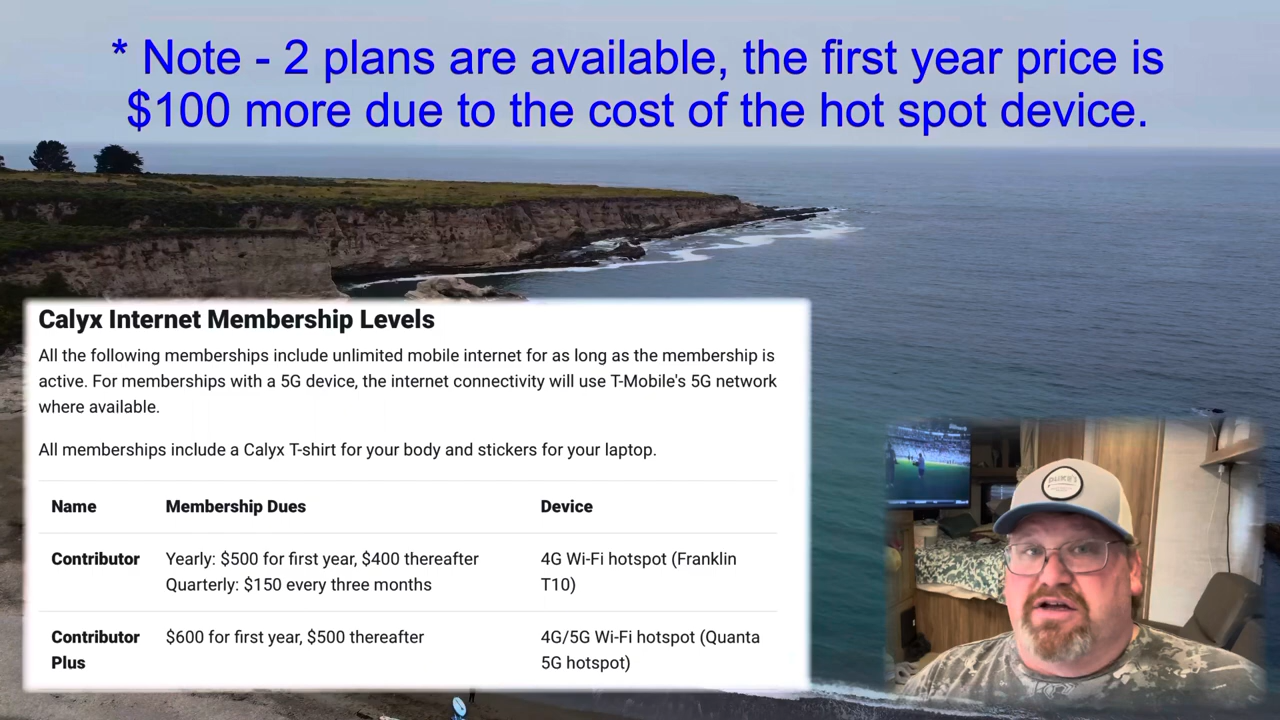 * Note - 2 plans are available, the first year price is
$100 more due to the cost of the hot spot device.
Calyx Internet Membership Levels
All the following memberships include unlimited mobile internet for as long as the membership is
active. For memberships with a 5G device, the internet connectivity will use T-Mobile's 5G network
where available.
All memberships include a Calyx T-shirt for your body and stickers for your laptop.
Name Membership Dues Device
Contributor Yearly: $500 for first year, $400 thereafter 4G Wi-Fi hotspot (Franklin
Quarterly: $150 every three months T10)
Contributor $600 for first year, $500 thereafter 4G/5G Wi-Fi hotspot (Quanta
Plus 5G hotspot)
DUKE'S